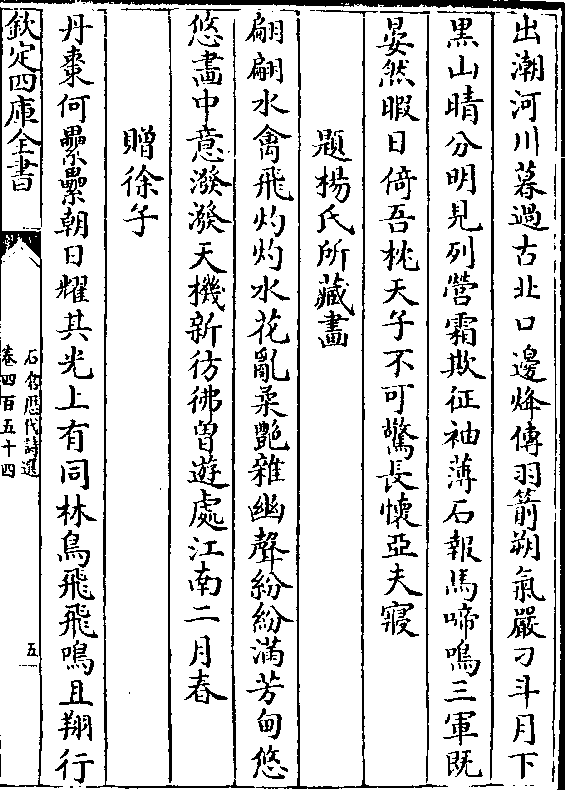 出潮河川暮過古北口邊烽傳羽箭朔氣嚴刁斗月下
黒山晴分明見列營霜欺征袖薄石報馬啼鳴三軍既
晏然暇日倚吾枕天子不可驚長懷亞夫寢
題楊氏所藏畵
翩翩水禽飛灼灼水花亂柔艷雜幽聲紛紛滿芳甸悠
悠畵中意潑潑天機新彷彿曽遊處江南二月春
贈徐子
丹棗何纍纍朝日耀其光上有同林鳥飛飛鳴且翔行
欽定四庫全書
石倉歴代詩選
卷四百五十四
五